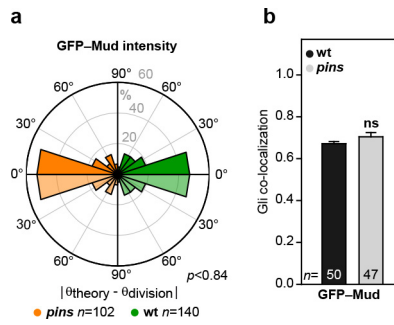 a
GFP–Mud intensity
90° 60
60° 60°
%
40
30° 30°
20
0° 0°
30° 30°
60° 60°
90°
p<0.84
|θtheory - θdivision|
pins n=102 wt n=140
b
wt
pins
1.0
0.8
0.6
0.4
0.2
0.0
Gli co-localization
ns
n= 50 47
GFP–Mud